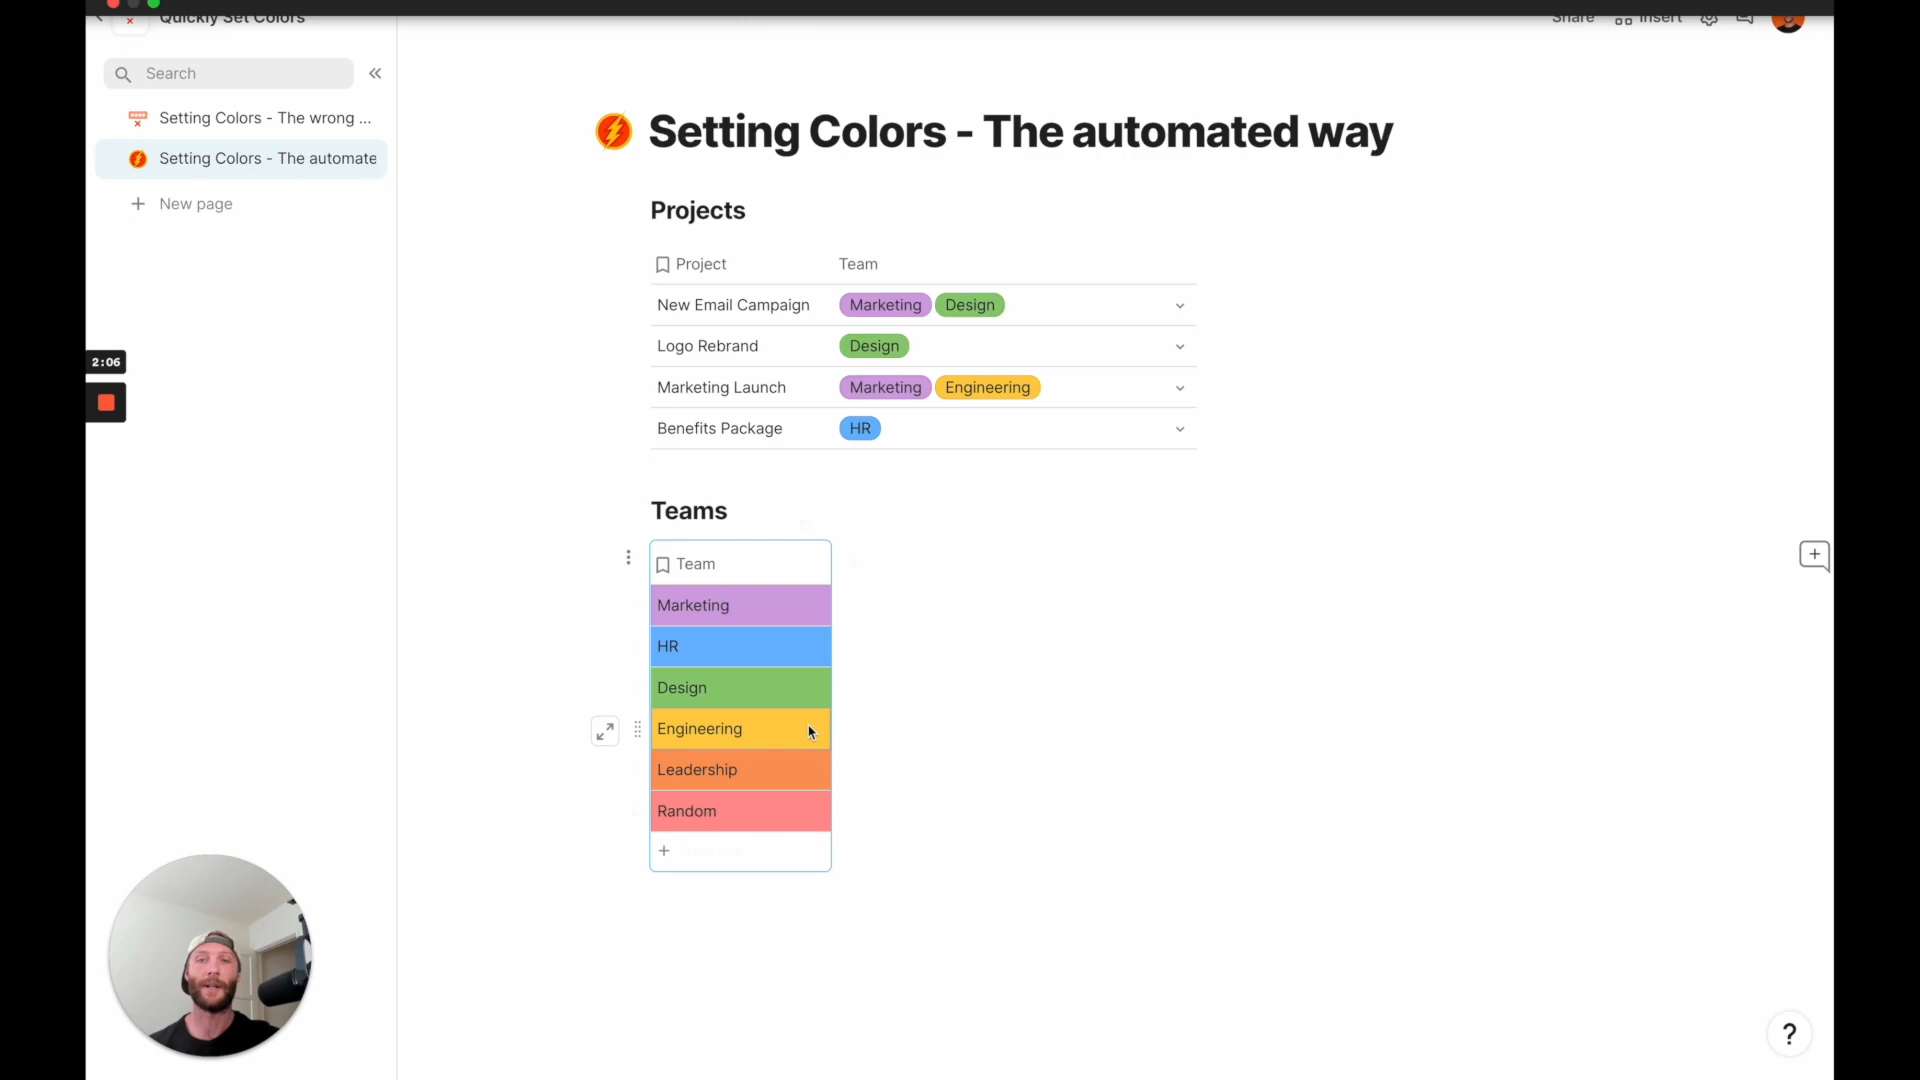 Quickly Set Colors
Share
Insert
Search
Setting Colors - The wrong ...
Setting Colors - The automate
New page
2:06
Setting Colors - The automated way
Projects
Project Team
New Email Campaign Marketing Design
Logo Rebrand Design
Marketing Launch Marketing Engineering
Benefits Package HR
Teams
Team
Marketing
HR
Design
Engineering
Leadership
Random
?